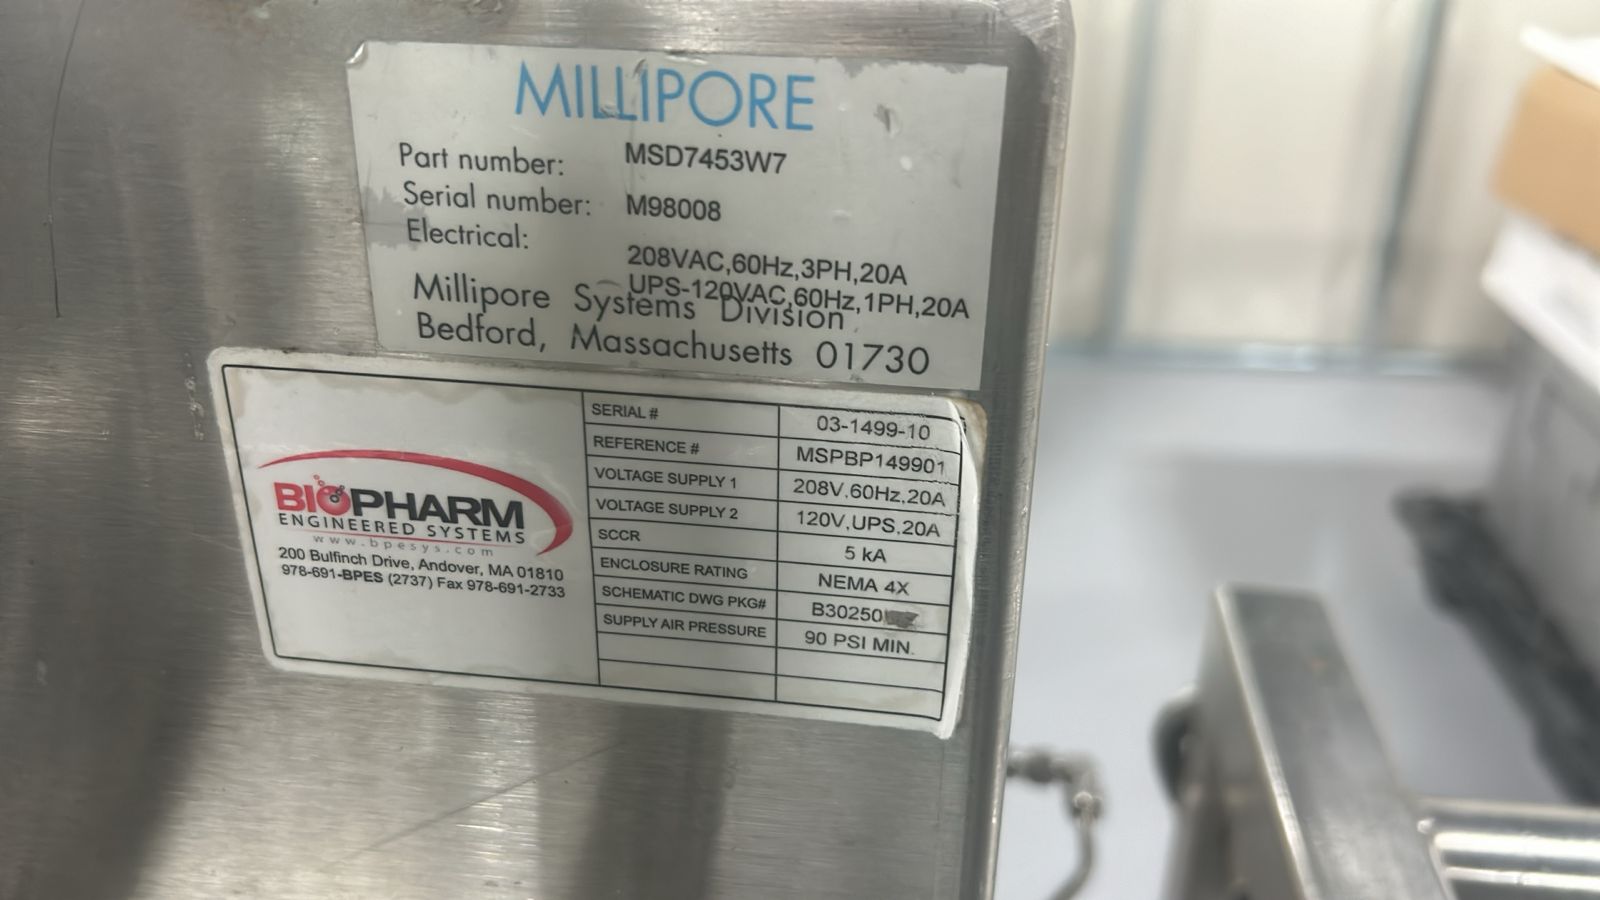 MILLIPORE
Part number: MSD7453W7
Serial number: M98008
Electrical:
208VAC,60Hz,3PH,20A
UPS-120VAC,60Hz,1PH,20A
Millipore Systems Division
Bedford, Massachusetts 01730
BIOPHARM
ENGINEERED SYSTEMS
www.bpesys.com
200 Bulfinch Drive, Andover, MA 01810
978-691-BPES (2737) Fax 978-691-2733
SERIAL # 03-1499-10
REFERENCE # MSPBP149901
VOLTAGE SUPPLY 1 208V,60Hz,20A
VOLTAGE SUPPLY 2 120V,UPS,20A
SCCR 5 kA
ENCLOSURE RATING NEMA 4X
SCHEMATIC DWG PKG# B30250
SUPPLY AIR PRESSURE 90 PSI MIN.